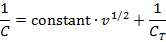 1/C = constant · v^{1/2} + 1/C_T